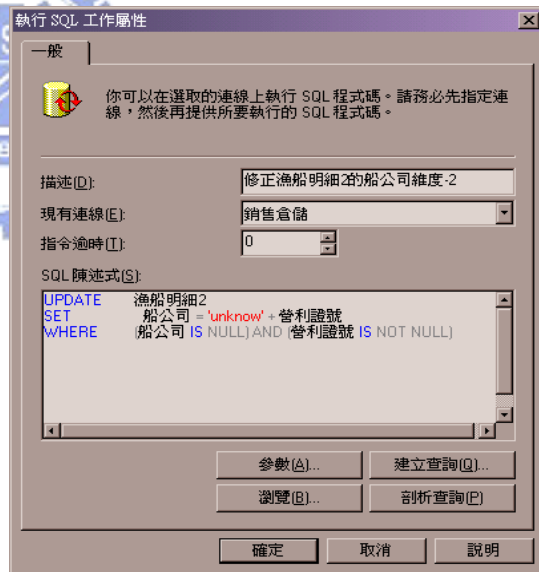 執行 SQL 工作屬性
一般
你可以在選取的連線上執行 SQL 程式碼。請務必先指定連
線,然後再提供所要執行的 SQL 程式碼。
描述(D): 修正漁船明細2的船公司維度-2
現有連線(E): 銷售倉儲
指令逾時(T): 0
SQL 陳述式(S):
UPDATE 漁船明細2
SET 船公司 = 'unknow' + 營利證號
WHERE (船公司 IS NULL) AND (營利證號 IS NOT NULL)
參數(A)... 建立查詢(Q)...
瀏覽(B)... 剖析查詢(P)
確定 取消 說明